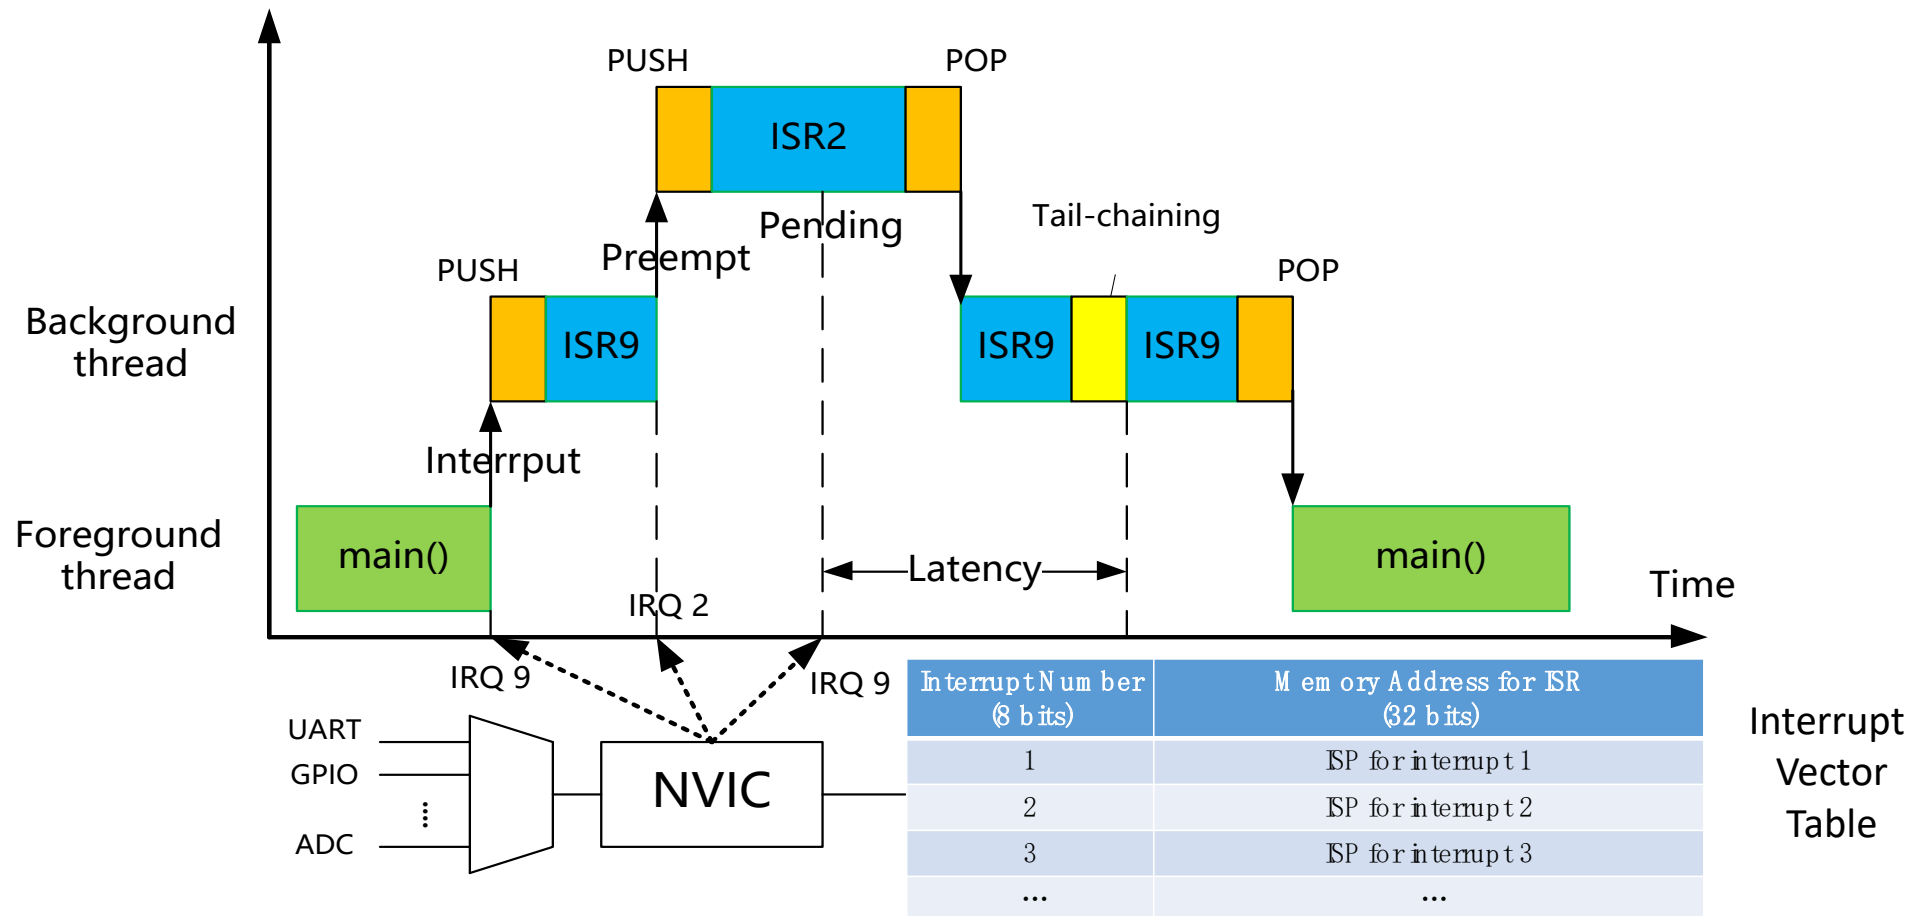 PUSH
POP
ISR2
Pending
Tail-chaining
Preempt
PUSH
POP
Background
thread
ISR9
ISR9
ISR9
Interrput
Foreground
thread
main()
Latency
main()
Time
IRQ 2
IRQ 9
IRQ 9
UART
GPIO
ADC
NVIC
Interrupt Number
(8 bits)
Memory Address for ISR
(32 bits)
1
ISP for interrupt 1
2
ISP for interrupt 2
3
ISP for interrupt 3
...
...
Interrupt
Vector
Table